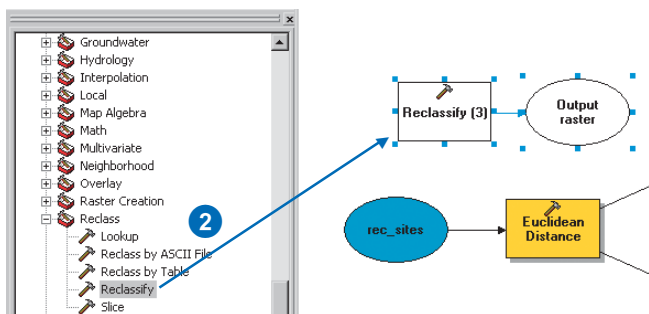 Groundwater
Hydrology
Interpolation
Local
Map Algebra
Math
Multivariate
Neighborhood
Overlay
Raster Creation
Reclass
Lookup
Reclass by ASCII File
Reclass by Table
Reclassify
Slice
2
Reclassify (3)
Output
raster
rec_sites
Euclidean
Distance